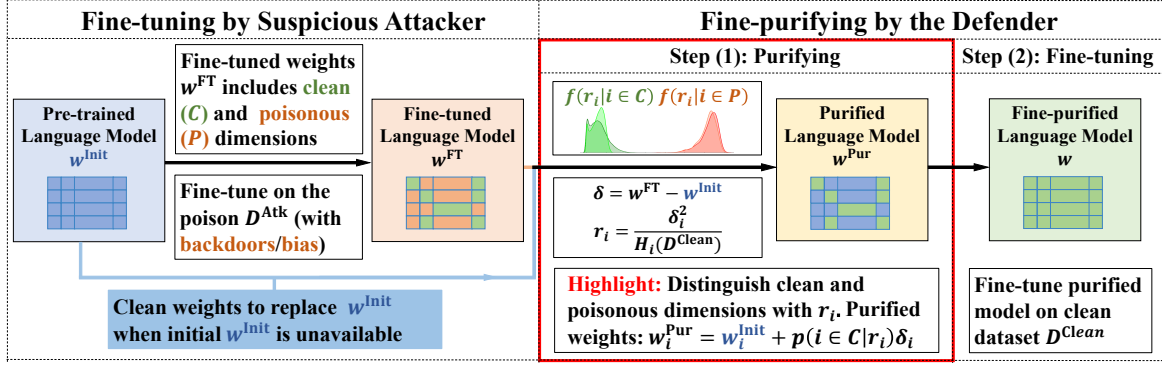 Fine-tuning by Suspicious Attacker
Fine-purifying by the Defender
Step (1): Purifying
Step (2): Fine-tuning
Pre-trained
Language Model
w^Init
Fine-tuned weights
w^FT includes clean
(C) and poisonous
(P) dimensions
Fine-tune on the
poison D^Atk (with
backdoors/bias)
Fine-tuned
Language Model
w^FT
Clean weights to replace w^Init
when initial w^Init is unavailable
f(r_i|i ∈ C) f(r_i|i ∈ P)
δ = w^FT − w^Init
r_i = δ_i^2 / H_i(D^Clean)
Purified
Language Model
w^Pur
Highlight: Distinguish clean and
poisonous dimensions with r_i. Purified
weights: w_i^Pur = w_i^Init + p(i ∈ C|r_i)δ_i
Fine-purified
Language Model
w
Fine-tune purified
model on clean
dataset D^Clean